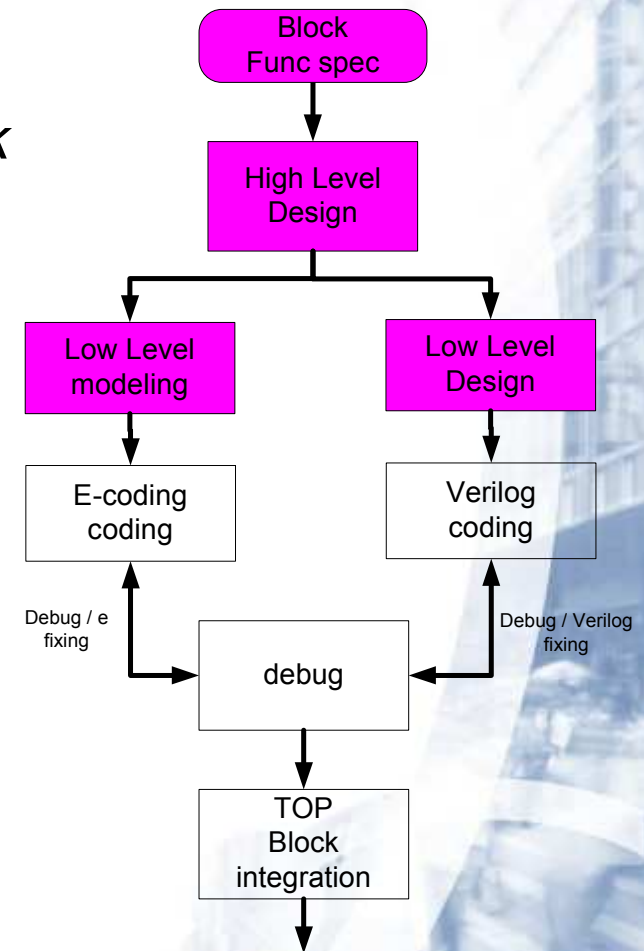 Block
Func spec
k
High Level
Design
Low Level
modeling
Low Level
Design
E-coding
coding
Verilog
coding
Debug / e
fixing
debug
Debug / Verilog
fixing
TOP
Block
integration